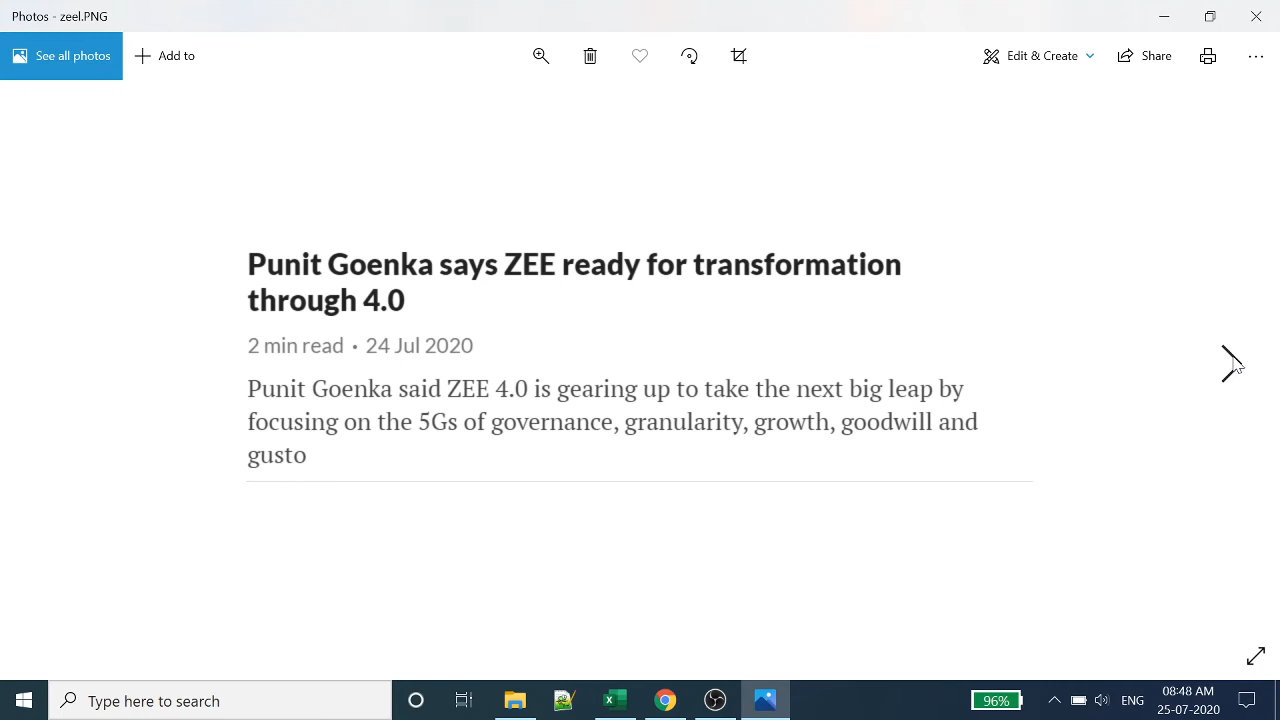 Photos - zeel.PNG
See all photos
Add to
Edit & Create
Share
Punit Goenka says ZEE ready for transformation
through 4.0
2 min read • 24 Jul 2020
Punit Goenka said ZEE 4.0 is gearing up to take the next big leap by
focusing on the 5Gs of governance, granularity, growth, goodwill and
gusto
Type here to search
96%
ENG
08:48 AM
25-07-2020